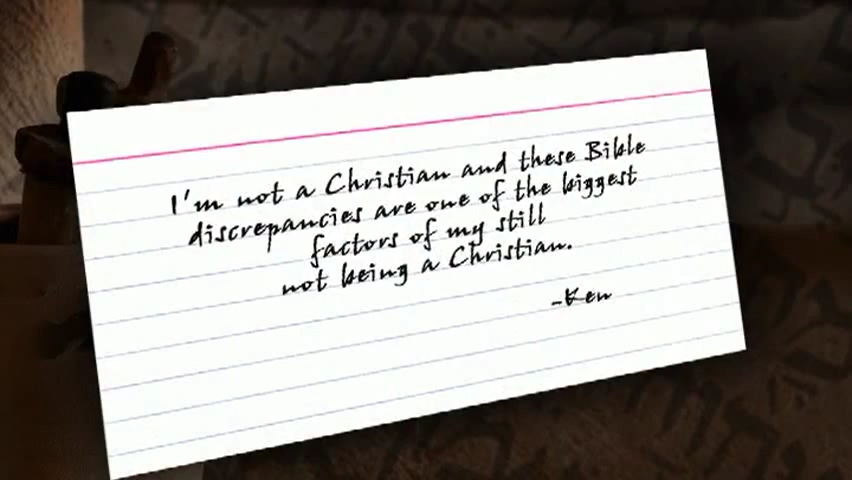 I'm not a Christian and these Bible
discrepancies are one of the biggest
factors of my still
not being a Christian.
-Ken